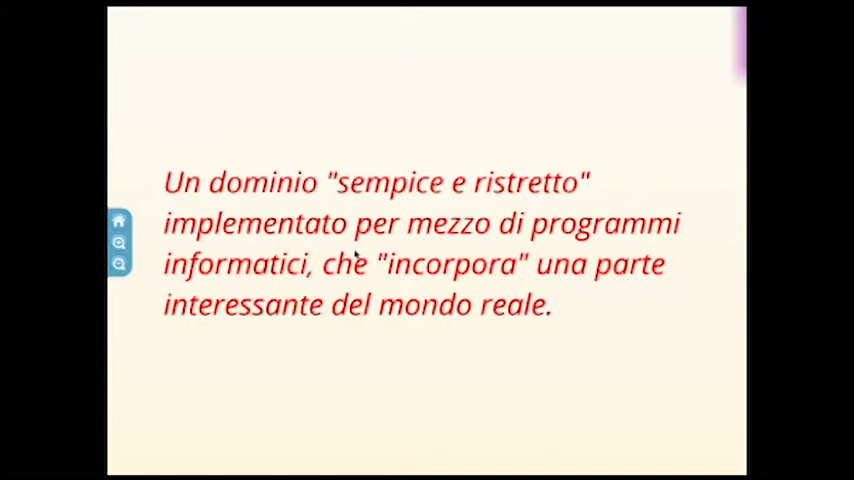 Un dominio "sempice e ristretto"
implementato per mezzo di programmi
informatici, che "incorpora" una parte
interessante del mondo reale.